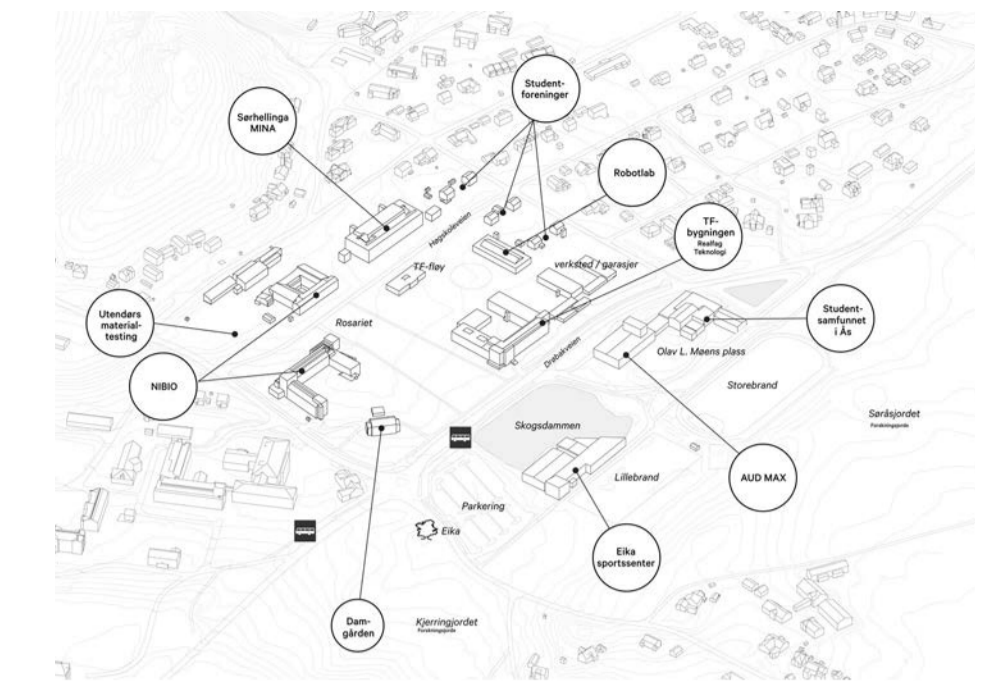 Student-
foreninger
Sørhellinga
MINA
Robotlab
TF-
bygningen
Realfag
Teknologi
Høgskoleveien
TF-fløy
verksted / garasjer
Utendørs
material-
testing
Rosariet
Student-
samfunnet
i Ås
Drøbakveien
Olav L. Møens plass
NIBIO
Storebrand
Søråsjordet
Forskningsjorde
Skogsdammen
Lillebrand
AUD MAX
Parkering
Eika
Eika
sportssenter
Dam-
gården
Kjerringjordet
Forskningsjorde